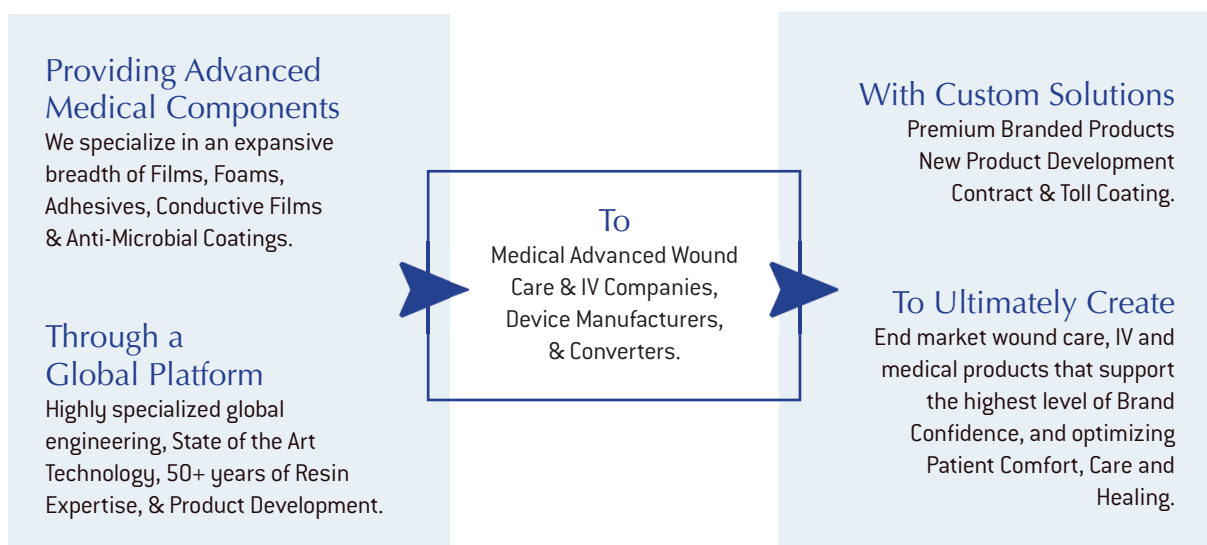 Providing Advanced
Medical Components
We specialize in an expansive
breadth of Films, Foams,
Adhesives, Conductive Films
& Anti-Microbial Coatings.
Through a
Global Platform
Highly specialized global
engineering, State of the Art
Technology, 50+ years of Resin
Expertise, & Product Development.
To
Medical Advanced Wound
Care & IV Companies,
Device Manufacturers,
& Converters.
With Custom Solutions
Premium Branded Products
New Product Development
Contract & Toll Coating.
To Ultimately Create
End market wound care, IV and
medical products that support
the highest level of Brand
Confidence, and optimizing
Patient Comfort, Care and
Healing.